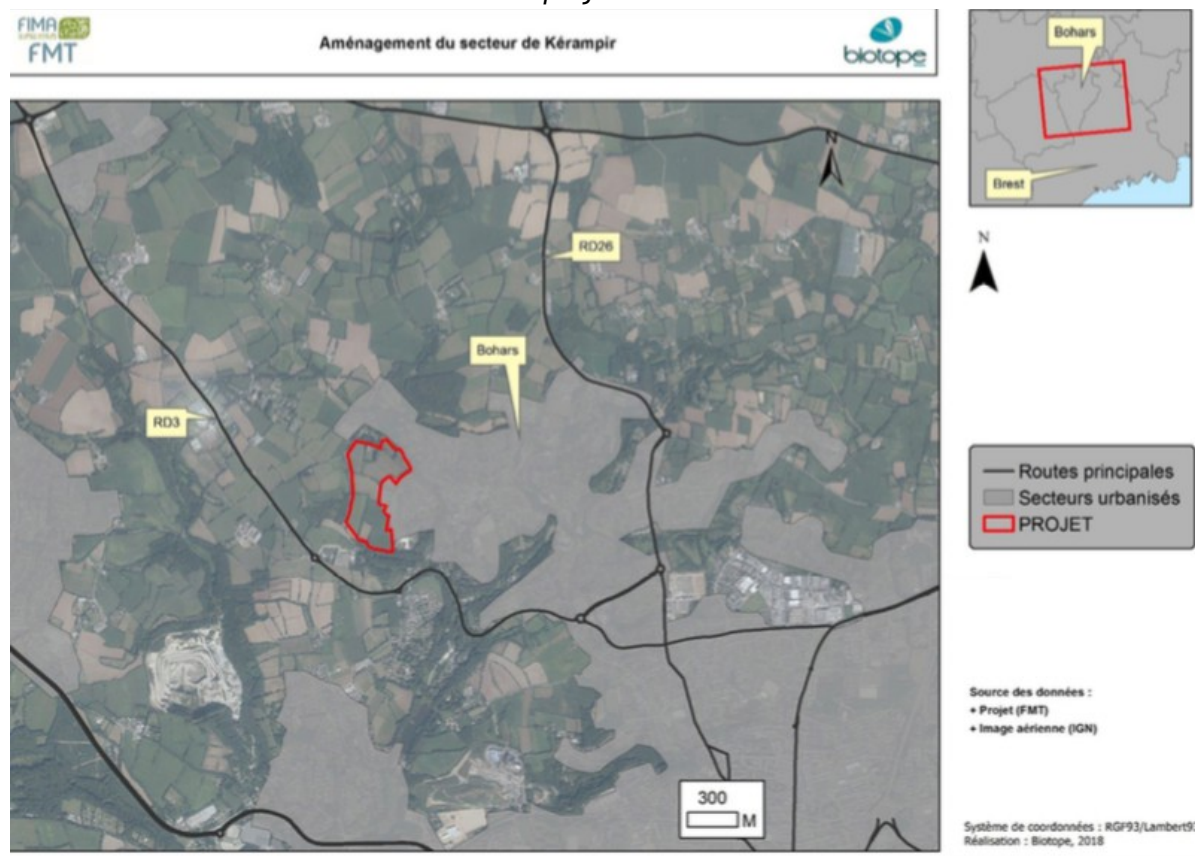 FIMA
FMT
Aménagement du secteur de Kérampir
biotope
Bohars
Brest
N
N
RD26
Bohars
RD3
Routes principales
Secteurs urbanisés
PROJET
Source des données :
+ Projet (FMT)
+ Image aérienne (IGN)
300
M
Système de coordonnées : RGF93/Lambert93
Réalisation : Biotope, 2018